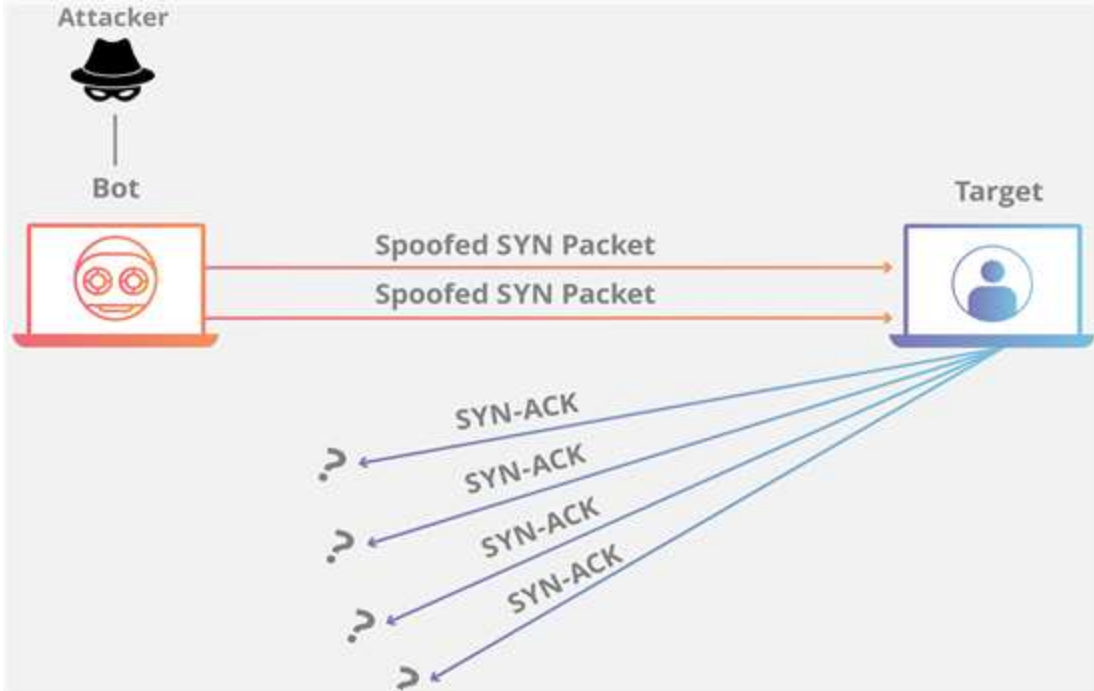 Attacker
Bot
Target
Spoofed SYN Packet
Spoofed SYN Packet
SYN-ACK
?
SYN-ACK
?
SYN-ACK
?
SYN-ACK
?